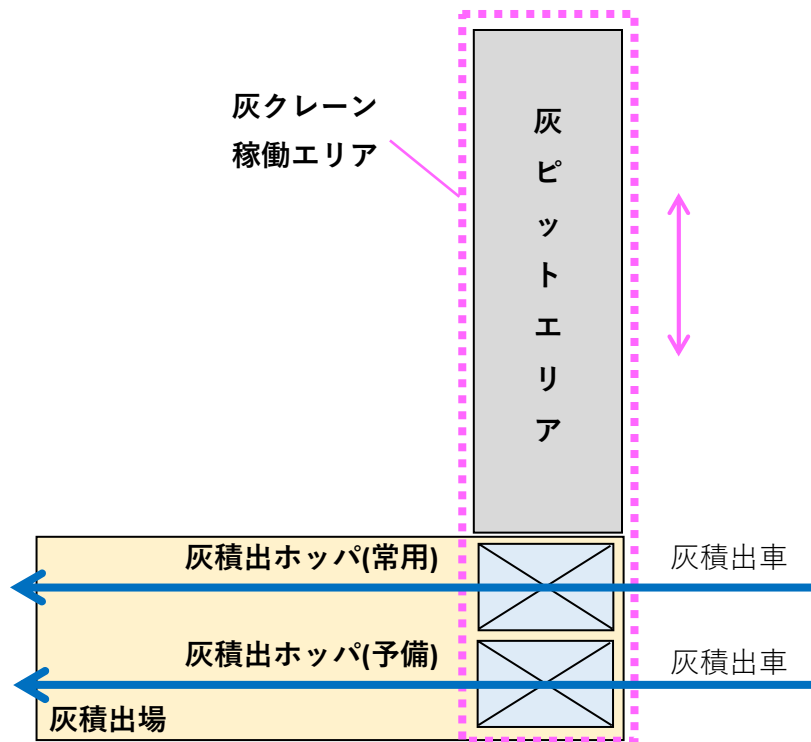 灰クレーン
稼働エリア
灰ピットエリア
灰積出ホッパ(常用)
灰積出車
灰積出ホッパ(予備)
灰積出車
灰積出場